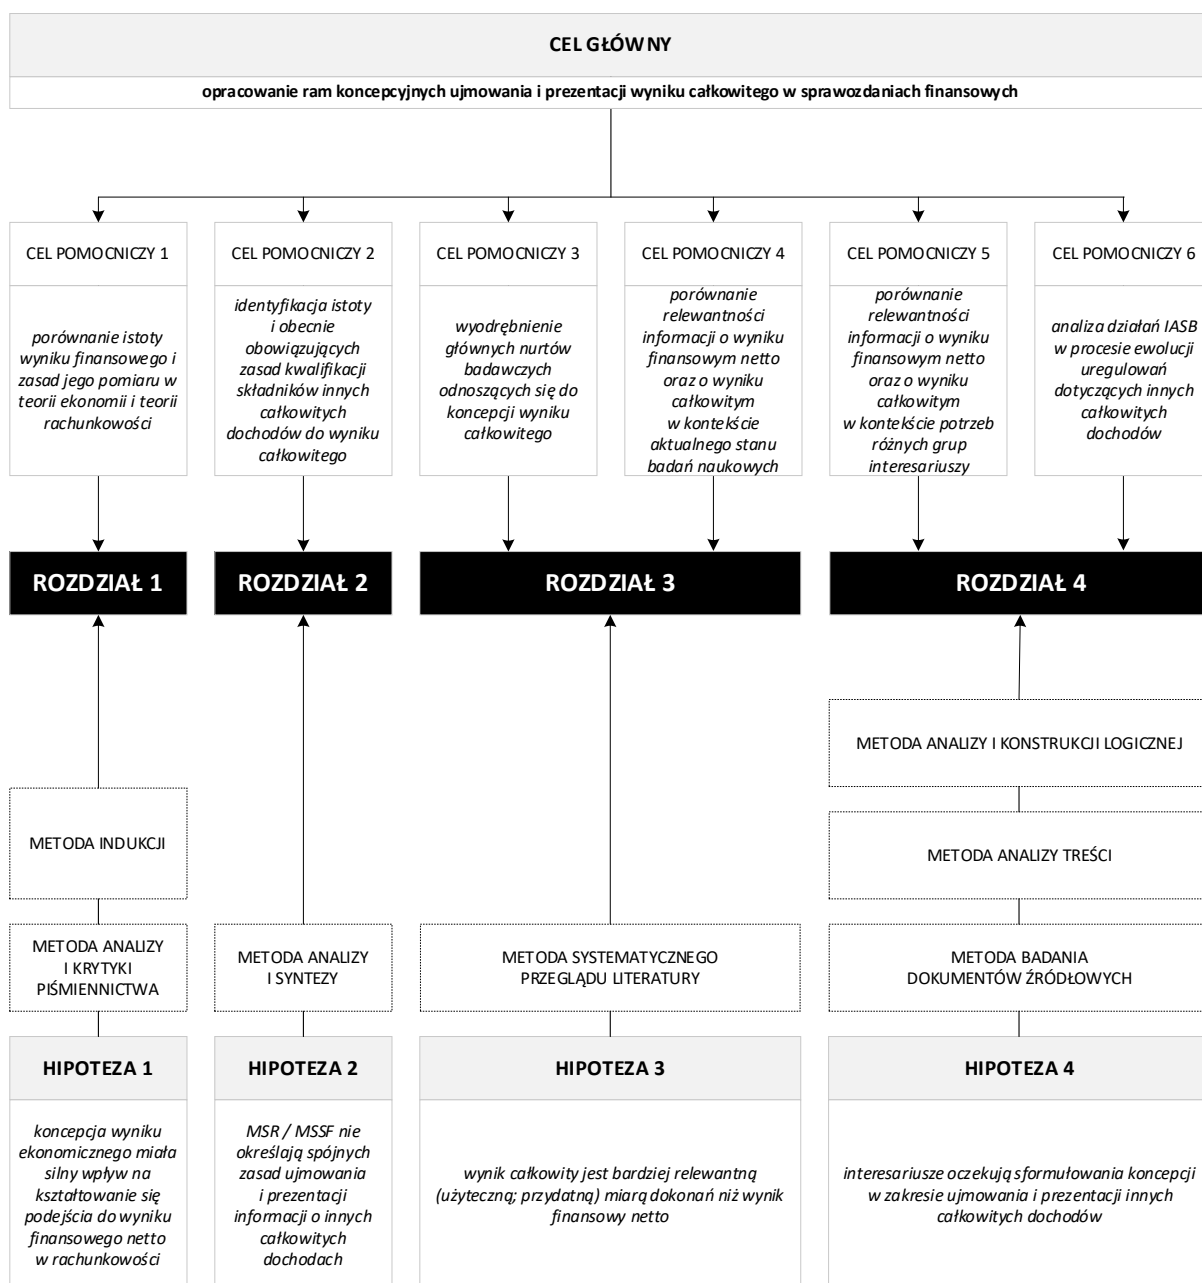 CEL GŁÓWNY
opracowanie ram koncepcyjnych ujmowania i prezentacji wyniku całkowitego w sprawozdaniach finansowych
CEL POMOCNICZY 1
porównanie istoty
wyniku finansowego i
zasad jego pomiaru w
teorii ekonomii i teorii
rachunkowości
CEL POMOCNICZY 2
identyfikacja istoty
i obecnie
obowiązujących
zasad kwalifikacji
składników innych
całkowitych
dochodów do wyniku
całkowitego
CEL POMOCNICZY 3
wyodrębnienie
głównych nurtów
badawczych
odnoszących się do
koncepcji wyniku
całkowitego
CEL POMOCNICZY 4
porównanie
relewantności
informacji o wyniku
finansowym netto
oraz o wyniku
całkowitym
w kontekście
aktualnego stanu
badań naukowych
CEL POMOCNICZY 5
porównanie
relewantności
informacji o wyniku
finansowym netto
oraz o wyniku
całkowitym
w kontekście potrzeb
różnych grup
interesariuszy
CEL POMOCNICZY 6
analiza działań IASB
w procesie ewolucji
uregulowań
dotyczących innych
całkowitych
dochodów
ROZDZIAŁ 1
ROZDZIAŁ 2
ROZDZIAŁ 3
ROZDZIAŁ 4
METODA ANALIZY I KONSTRUKCJI LOGICZNEJ
METODA INDUKCJI
METODA ANALIZY TREŚCI
METODA ANALIZY
I KRYTYKI
PIŚMIENNICTWA
METODA ANALIZY
I SYNTEZY
METODA SYSTEMATYCZNEGO
PRZEGLĄDU LITERATURY
METODA BADANIA
DOKUMENTÓW ŹRÓDŁOWYCH
HIPOTEZA 1
koncepcja wyniku
ekonomicznego miała
silny wpływ na
kształtowanie się
podejścia do wyniku
finansowego netto
w rachunkowości
HIPOTEZA 2
MSR / MSSF nie
określają spójnych
zasad ujmowania
i prezentacji
informacji o innych
całkowitych
dochodach
HIPOTEZA 3
wynik całkowity jest bardziej relewantną
(użyteczną; przydatną) miarą dokonań niż wynik
finansowy netto
HIPOTEZA 4
interesariusze oczekują sformułowania koncepcji
w zakresie ujmowania i prezentacji innych
całkowitych dochodów